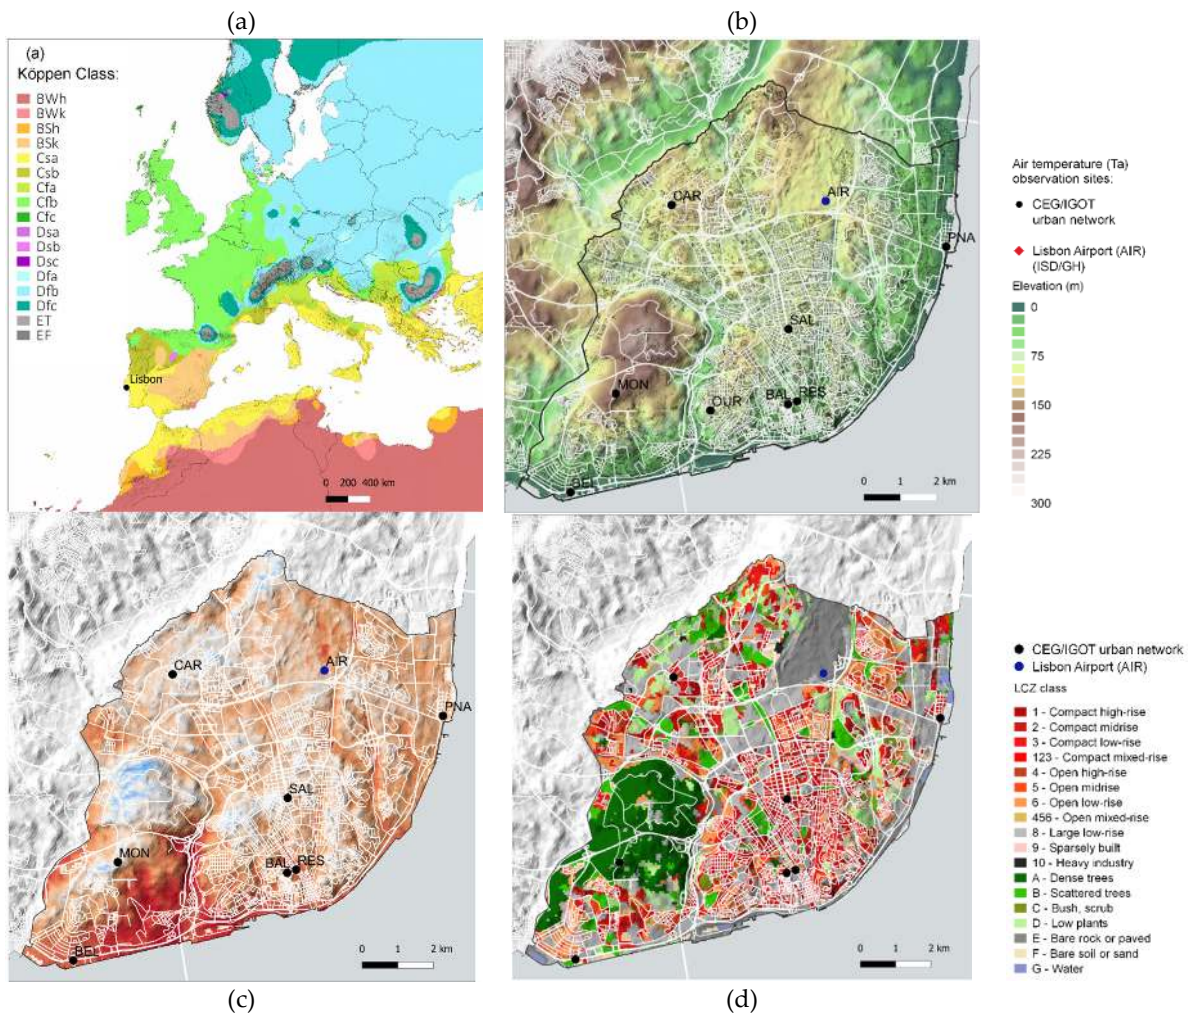 (a)
(b)
(a)
Köppen Class:
BWh
BWk
BSh
BSk
Csa
Csb
Cfa
Cfb
Cfc
Dsa
Dsb
Dsc
Dfa
Dfb
Dfc
ET
EF
Lisbon
0 200 400 km
CAR
AIR
PNA
SAL
MON
OUR
BAL
RES
BEL
0 1 2 km
Air temperature (Ta)
observation sites:
CEG/IGOT
urban network
Lisbon Airport (AIR)
(ISD/GH)
Elevation (m)
0
75
150
225
300
CAR
AIR
PNA
SAL
MON
BAL
RES
BEL
0 1 2 km
0 1 2 km
CEG/IGOT urban network
Lisbon Airport (AIR)
LCZ class
1 - Compact high-rise
2 - Compact midrise
3 - Compact low-rise
123 - Compact mixed-rise
4 - Open high-rise
5 - Open midrise
6 - Open low-rise
456 - Open mixed-rise
8 - Large low-rise
9 - Sparsely built
10 - Heavy industry
A - Dense trees
B - Scattered trees
C - Bush, scrub
D - Low plants
E - Bare rock or paved
F - Bare soil or sand
G - Water
(c)
(d)